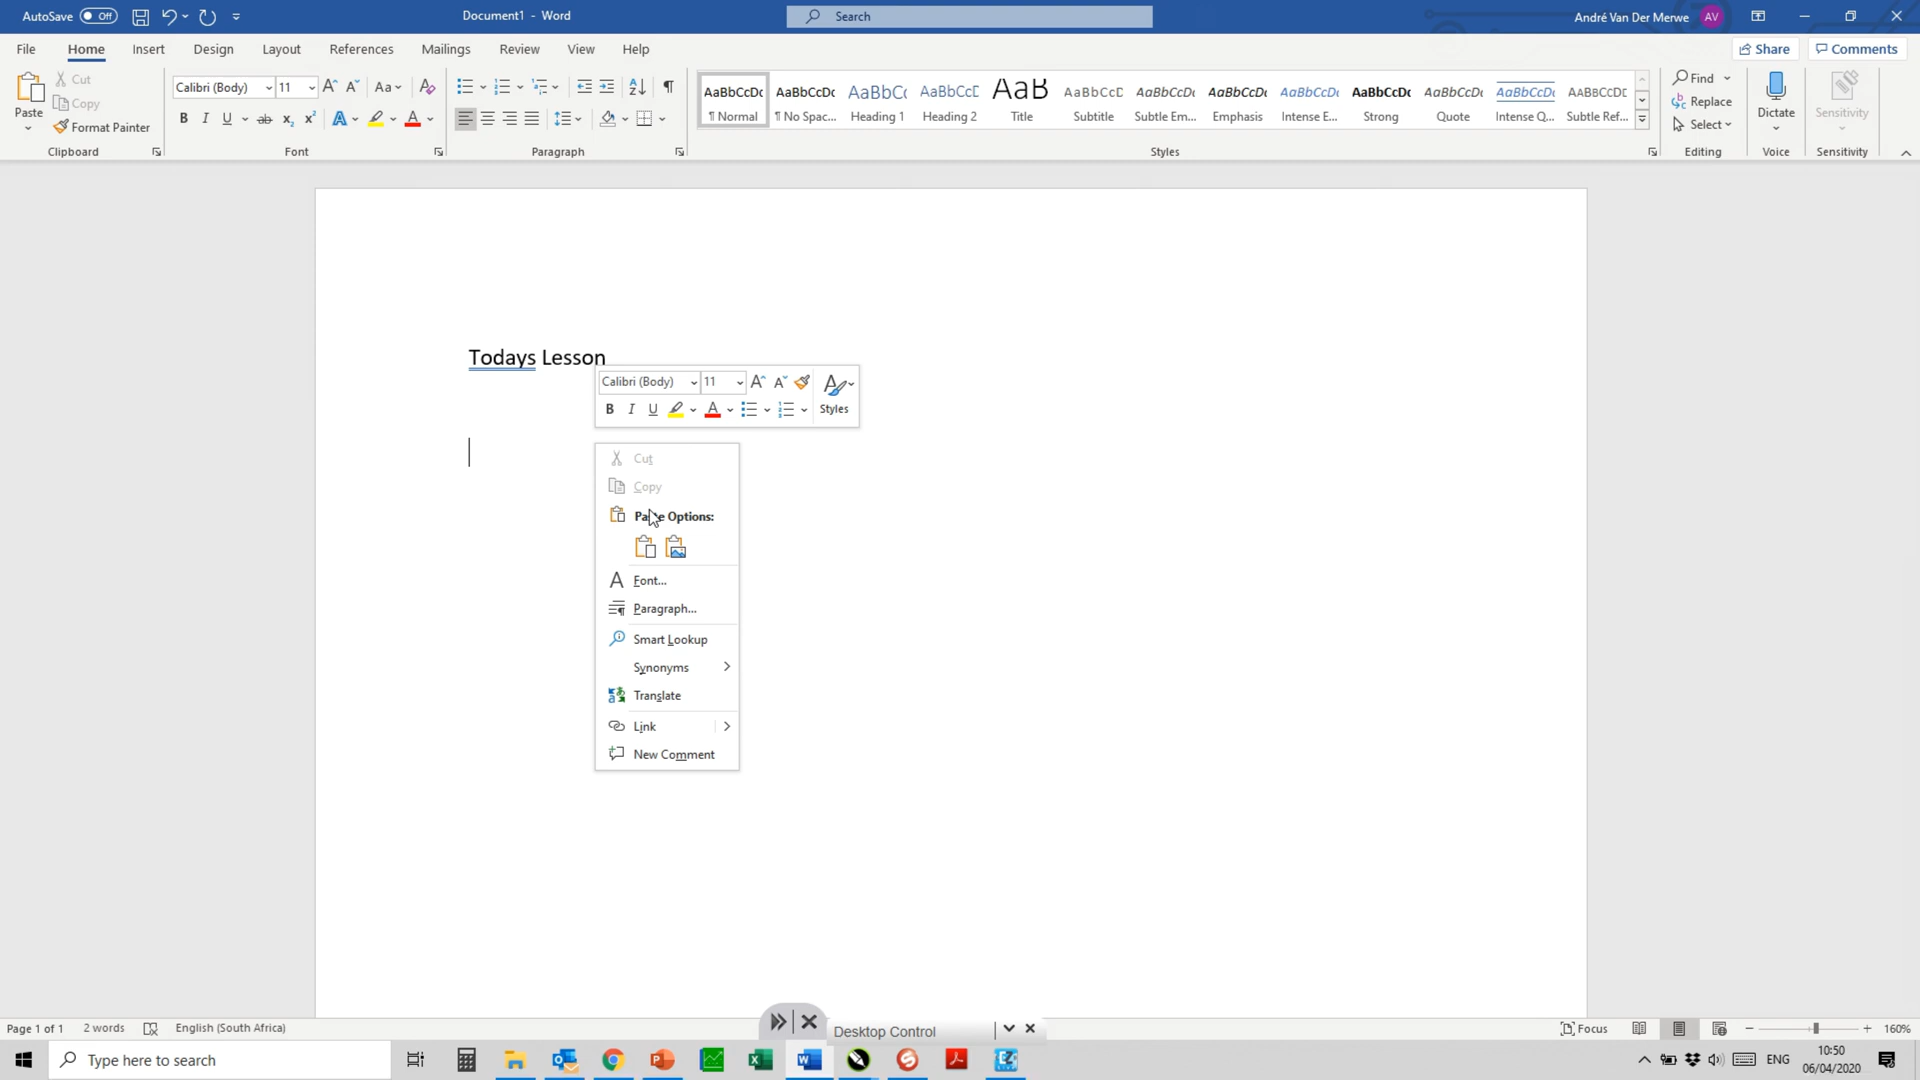 AutoSave Off Document1 - Word Search André Van Der Merwe AV
File Home Insert Design Layout References Mailings Review View Help Share Comments
Paste Cut Copy Format Painter
Clipboard
Calibri (Body) 11 Aa
Font
Paragraph
AaBbCcDc AaBbCcDc AaBbCc AaBbCcD AaB AaBbCcD AaBbCcDc AaBbCcDc AaBbCcDc AaBbCcDc AaBbCcDc AaBbCcDc AaBbCcDc
¶ Normal ¶ No Spac... Heading 1 Heading 2 Title Subtitle Subtle Em... Emphasis Intense E... Strong Quote Intense Q... Subtle Ref...
Styles
Find
Replace
Select
Editing
Dictate
Voice
Sensitivity
Sensitivity
Todays Lesson
Calibri (Body) 11
B I U A Styles
Cut
Copy
Paste Options:
Font...
Paragraph...
Smart Lookup
Synonyms
Translate
Link
New Comment
Desktop Control
Page 1 of 1 2 words English (South Africa) Focus 160%
Type here to search ENG 10:50
06/04/2020